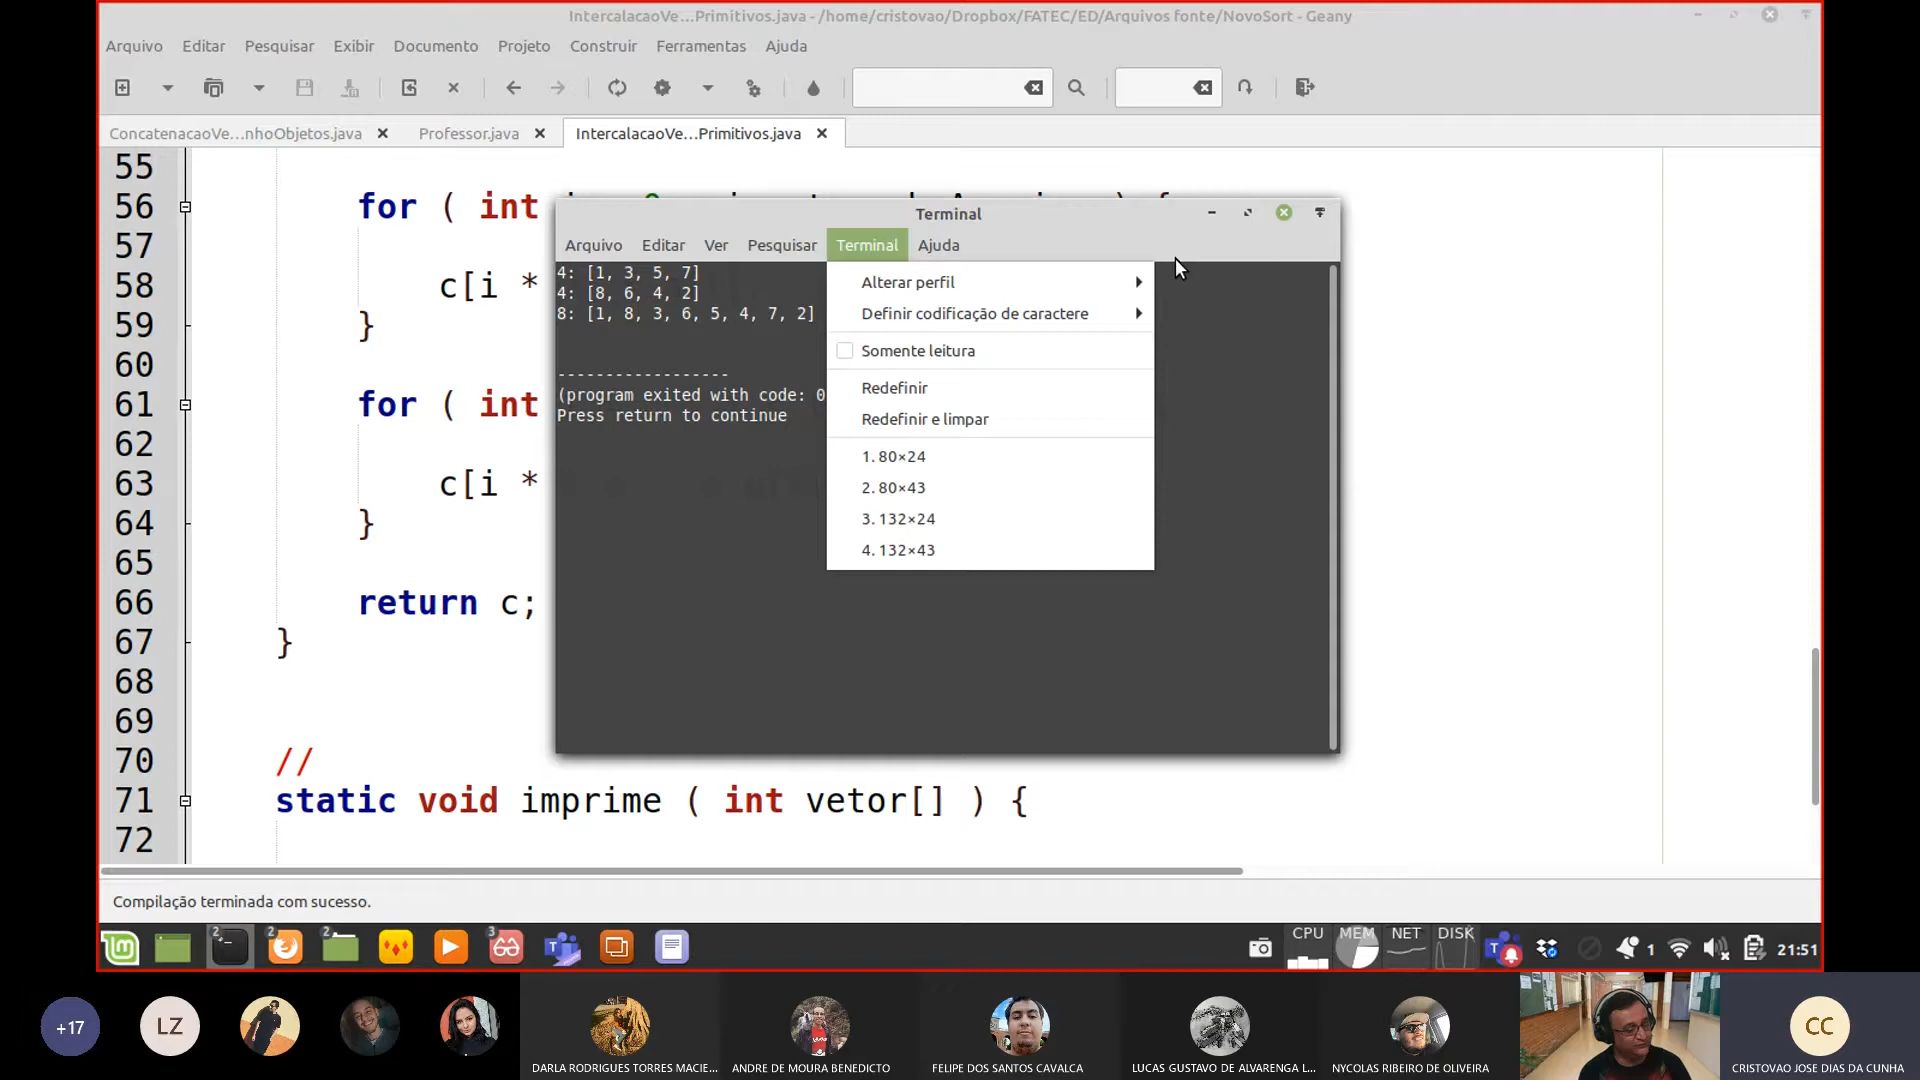 IntercalacaoVe...Primitivos.java - /home/cristovao/Dropbox/FATEC/ED/Arquivos fonte/NovoSort - Geany
Arquivo Editar Pesquisar Exibir Documento Projeto Construir Ferramentas Ajuda
ConcatenacaoVe...nhoObjetos.java Professor.java IntercalacaoVe...Primitivos.java
55
56 for ( int
57
58 c[i *
59 }
60
61 for ( int
62
63 c[i *
64 }
65
66 return c;
67 }
68
69
70 //
71 static void imprime ( int vetor[] ) {
72
Terminal
Arquivo Editar Ver Pesquisar Terminal Ajuda
4: [1, 3, 5, 7]
4: [8, 6, 4, 2]
8: [1, 8, 3, 6, 5, 4, 7, 2]
------------------
(program exited with code: 0
Press return to continue
Alterar perfil
Definir codificação de caractere
Somente leitura
Redefinir
Redefinir e limpar
1. 80×24
2. 80×43
3. 132×24
4. 132×43
Compilação terminada com sucesso.
2 2 2 3 CPU MEM NET DISK 1 21:51
+17 LZ CC
DARLA RODRIGUES TORRES MACIE... ANDRE DE MOURA BENEDICTO FELIPE DOS SANTOS CAVALCA LUCAS GUSTAVO DE ALVARENGA L... NYCOLAS RIBEIRO DE OLIVEIRA CRISTOVAO JOSE DIAS DA CUNHA